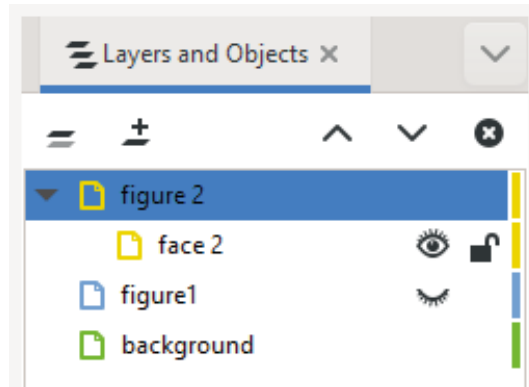 Layers and Objects
figure 2
face 2
figure1
background